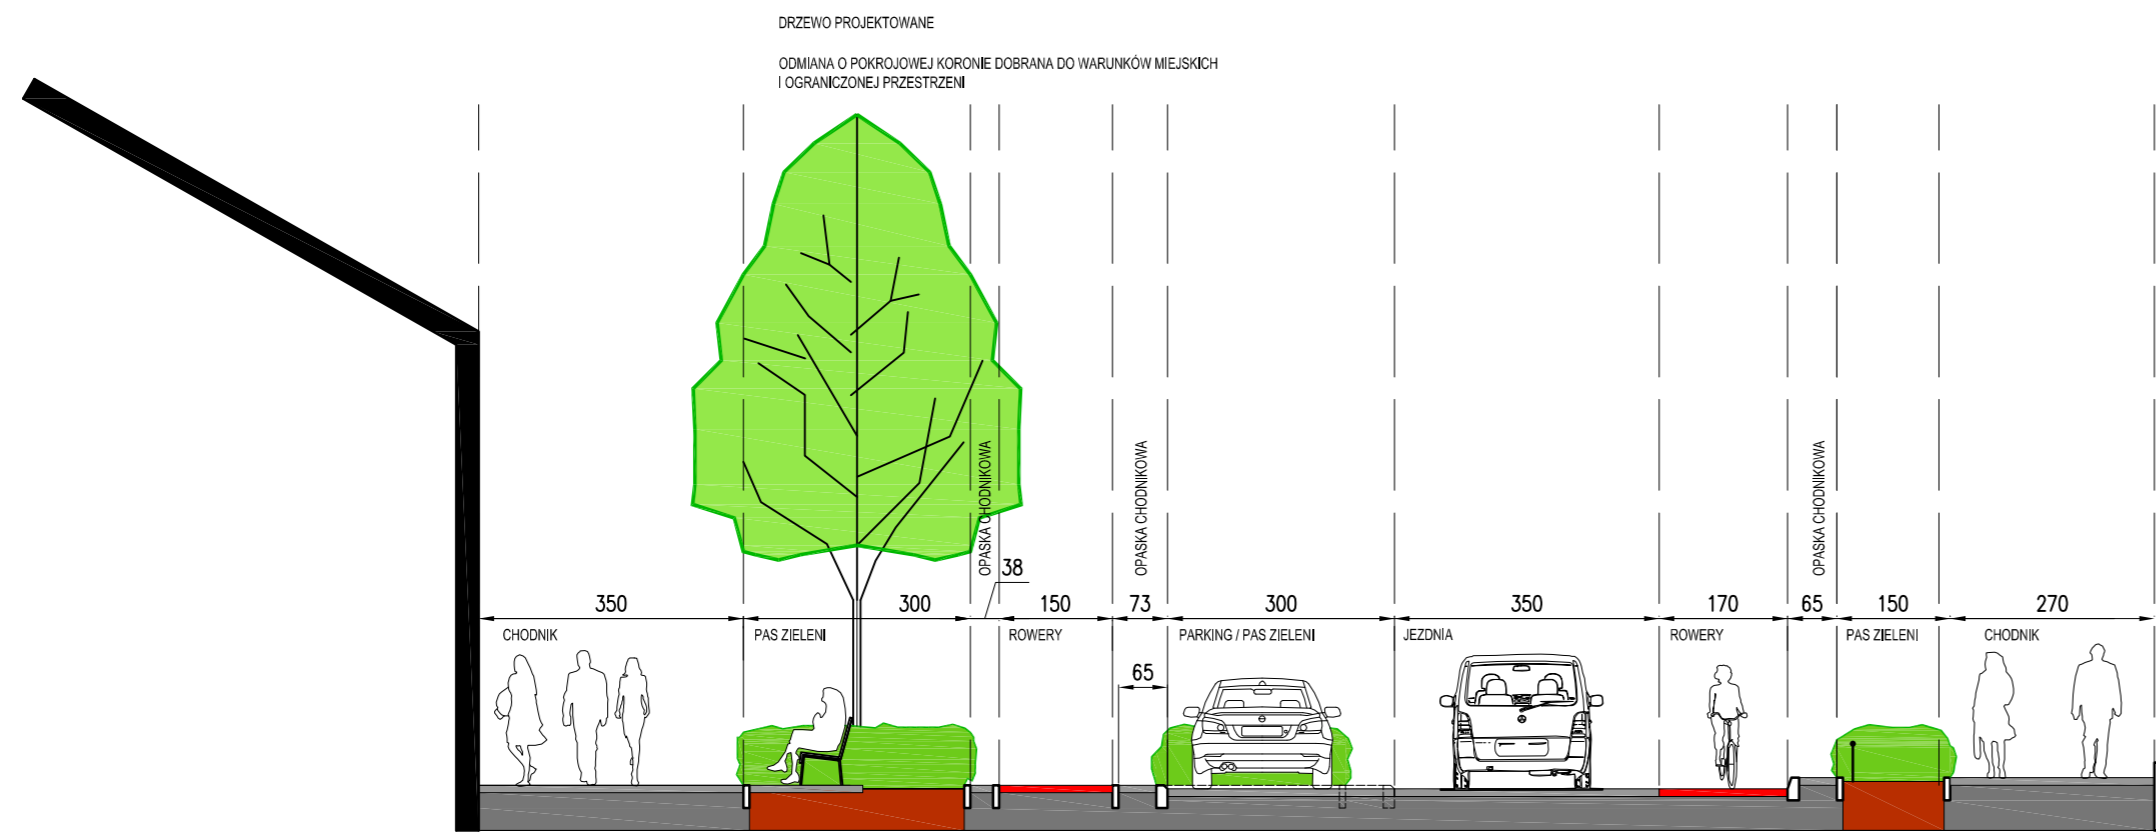 DRZEWO PROJEKTOWANE
ODMIANA O POKROJOWEJ KORONIE DOBRANA DO WARUNKÓW MIEJSKICH
I OGRANICZONEJ PRZESTRZENI
OPASKA CHODNIKOWA
OPASKA CHODNIKOWA
OPASKA CHODNIKOWA
38
350 300 150 73 300 350 170 65 150 270
CHODNIK PAS ZIELENI ROWERY PARKING / PAS ZIELENI JEZDNIA ROWERY PAS ZIELENI CHODNIK
65